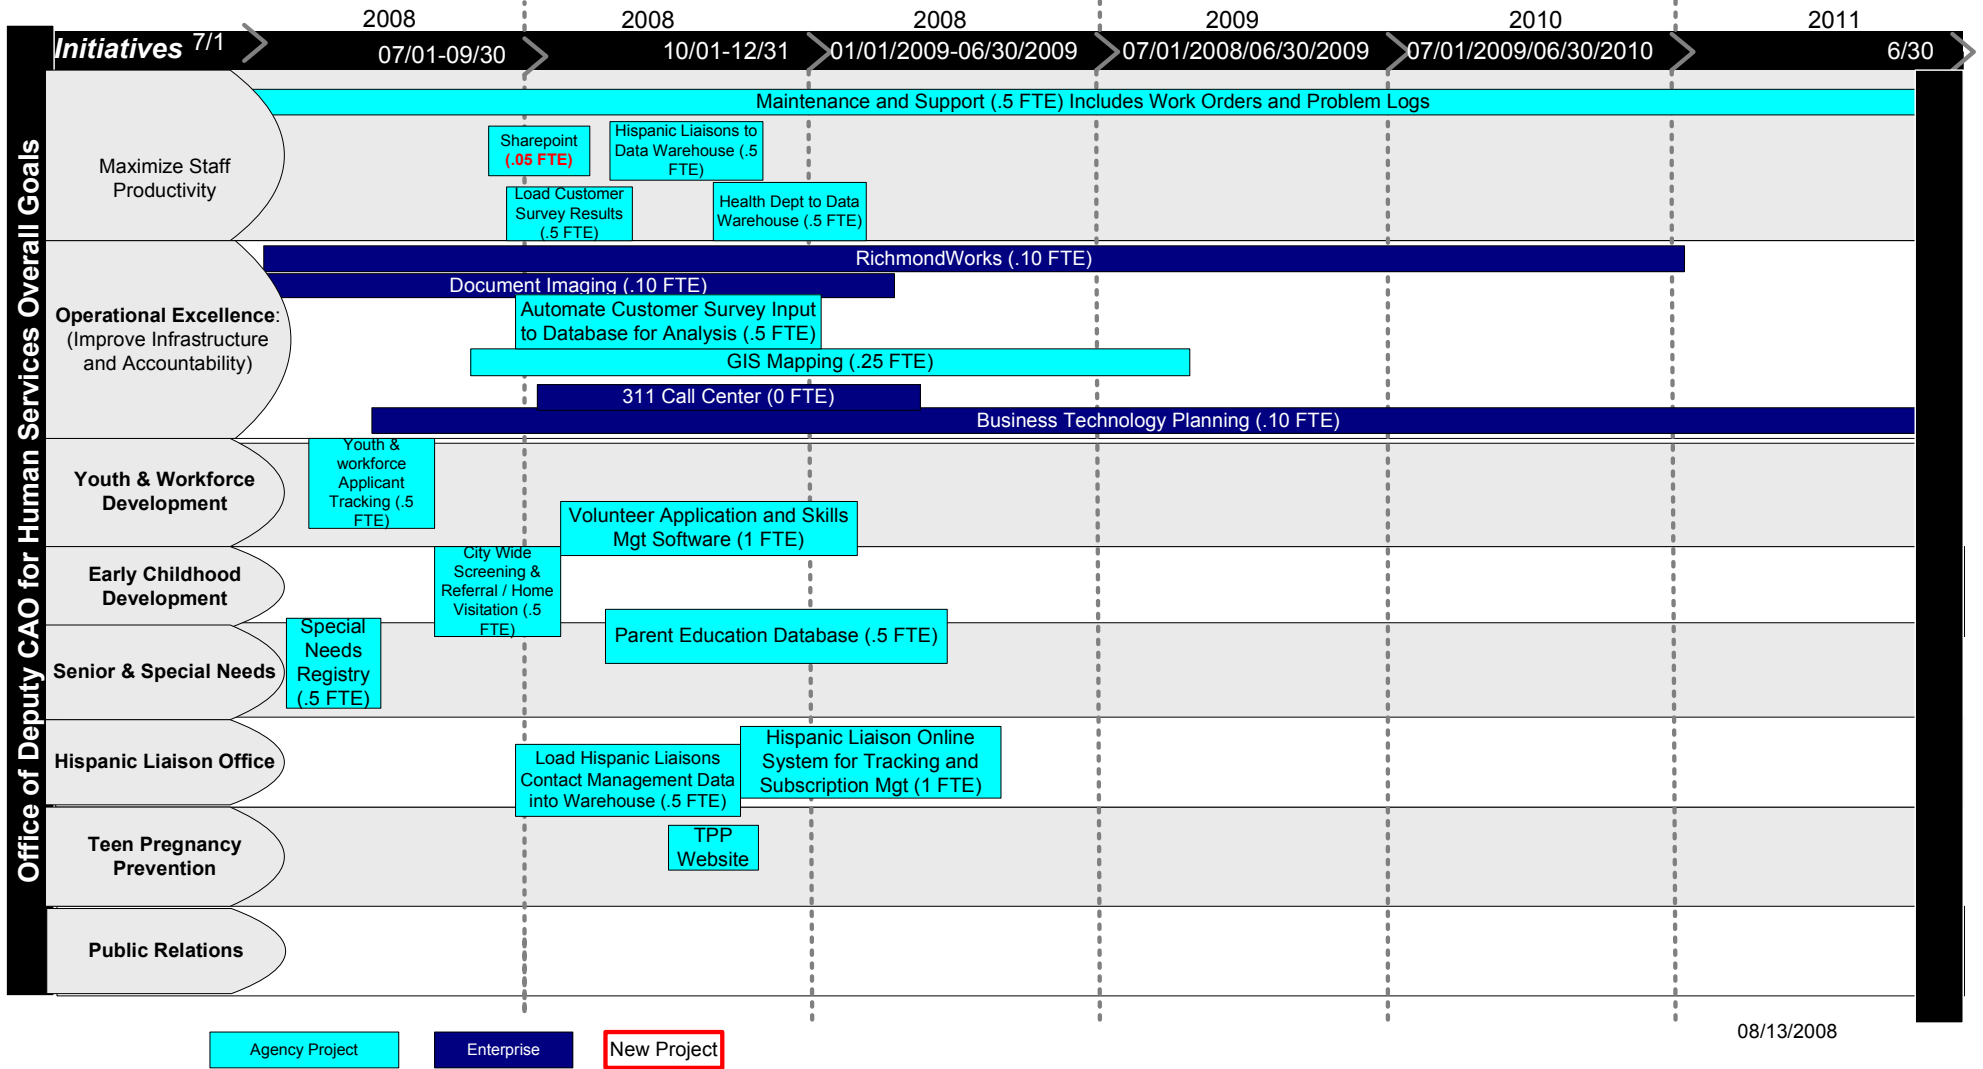 2008
2008
2008
2009
2010
2011
Initiatives 7/1
07/01-09/30
10/01-12/31
01/01/2009-06/30/2009
07/01/2008/06/30/2009
07/01/2009/06/30/2010
6/30
Office of Deputy CAO for Human Services Overall Goals
Maintenance and Support (.5 FTE) Includes Work Orders and Problem Logs
Maximize Staff
Productivity
Sharepoint
(.05 FTE)
Hispanic Liaisons to
Data Warehouse (.5
FTE)
Load Customer
Survey Results
(.5 FTE)
Health Dept to Data
Warehouse (.5 FTE)
Operational Excellence:
(Improve Infrastructure
and Accountability)
RichmondWorks (.10 FTE)
Document Imaging (.10 FTE)
Automate Customer Survey Input
to Database for Analysis (.5 FTE)
GIS Mapping (.25 FTE)
311 Call Center (0 FTE)
Business Technology Planning (.10 FTE)
Youth & Workforce
Development
Youth &
workforce
Applicant
Tracking (.5
FTE)
Volunteer Application and Skills
Mgt Software (1 FTE)
Early Childhood
Development
City Wide
Screening &
Referral / Home
Visitation (.5
FTE)
Parent Education Database (.5 FTE)
Senior & Special Needs
Special
Needs
Registry
(.5 FTE)
Hispanic Liaison Office
Load Hispanic Liaisons
Contact Management Data
into Warehouse (.5 FTE)
Hispanic Liaison Online
System for Tracking and
Subscription Mgt (1 FTE)
Teen Pregnancy
Prevention
TPP
Website
Public Relations
Agency Project
Enterprise
New Project
08/13/2008